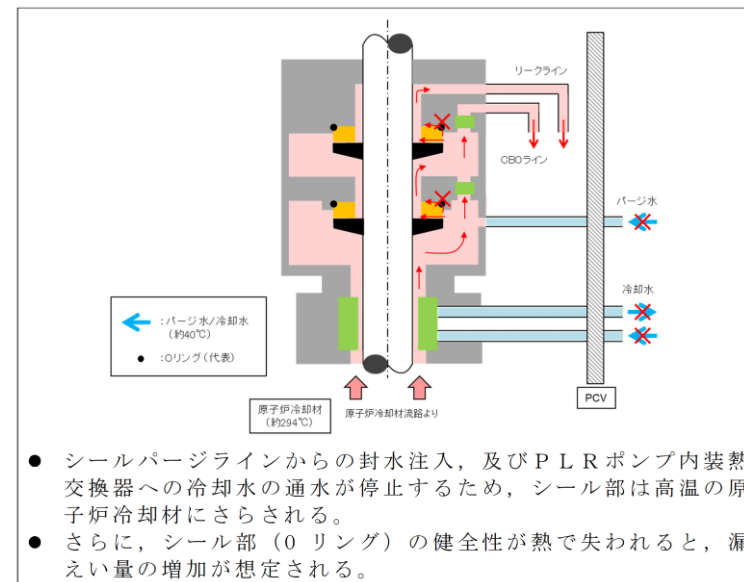 リークライン
CBOライン
パージ水
冷却水
：パージ水/冷却水
（約40℃）
：Oリング（代表）
PCV
原子炉冷却材
（約294℃）
原子炉冷却材流路より
● シールパージラインからの封水注入，及びＰＬＲポンプ内装熱
交換器への冷却水の通水が停止するため，シール部は高温の原
子炉冷却材にさらされる。
● さらに，シール部（O リング）の健全性が熱で失われると，漏
えい量の増加が想定される。